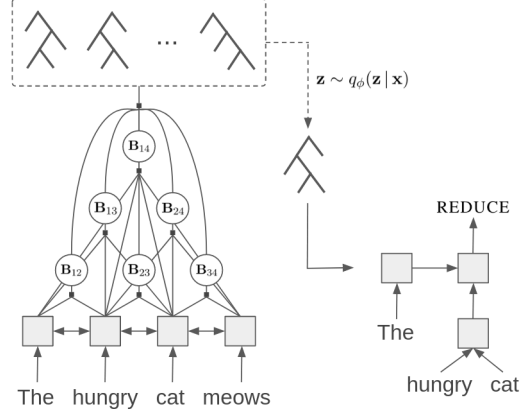 ...
z ∼ qϕ(z | x)
B14
B13 B24
REDUCE
B12 B23 B34
The
The hungry cat meows
hungry cat